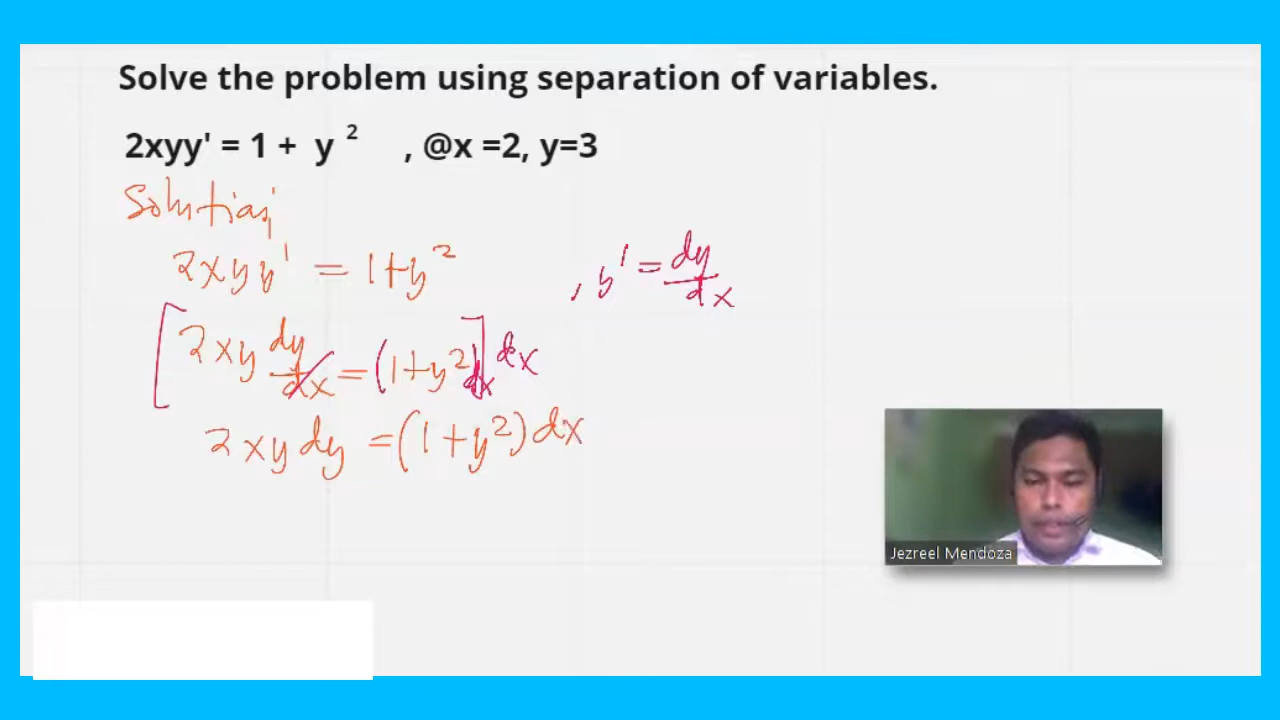 Solve the problem using separation of variables.
2xyy' = 1 + y ² , @x =2, y=3
Solution;
2xyy' = 1+y² , y' = dy/dx
[2xy dy/dx = (1+y²)dx] dx
2xy dy = (1+y²) dx
Jezreel Mendoza